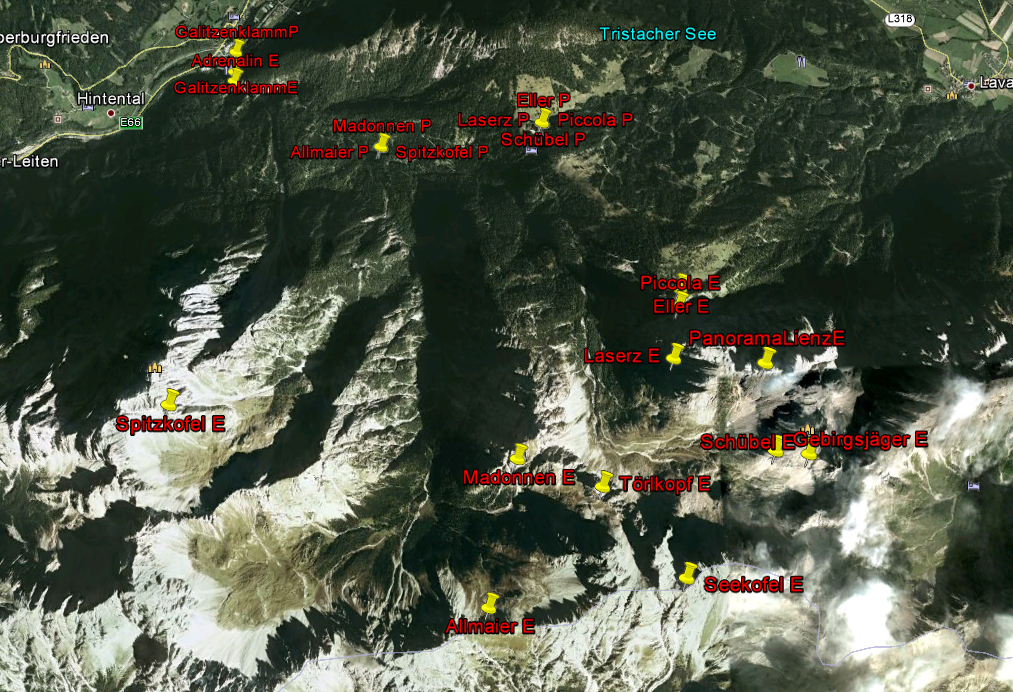 L318
GalitzenklammP
Tristacher See
berburgfrieden
Adrenalin E
GalitzenklammE
Lava
Hintental
Eller P
E66
Laserz P
Piccola P
Madonnen P
Schübel P
Allmaier P
Spitzkofel P
r-Leiten
Piccola E
Eller E
PanoramaLienzE
Laserz E
Spitzkofel E
Schübel E
Gebirgsjäger E
Madonnen E
Törlkopf E
Seekofel E
Allmaier E